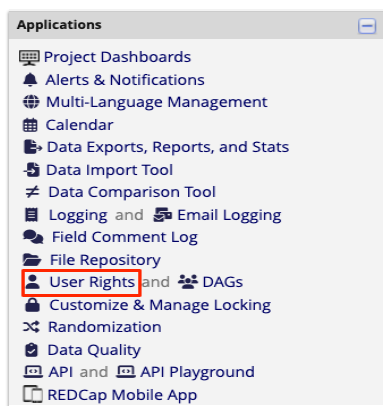 Applications
Project Dashboards
Alerts & Notifications
Multi-Language Management
Calendar
Data Exports, Reports, and Stats
Data Import Tool
Data Comparison Tool
Logging and Email Logging
Field Comment Log
File Repository
User Rights and DAGs
Customize & Manage Locking
Randomization
Data Quality
API and API Playground
REDCap Mobile App